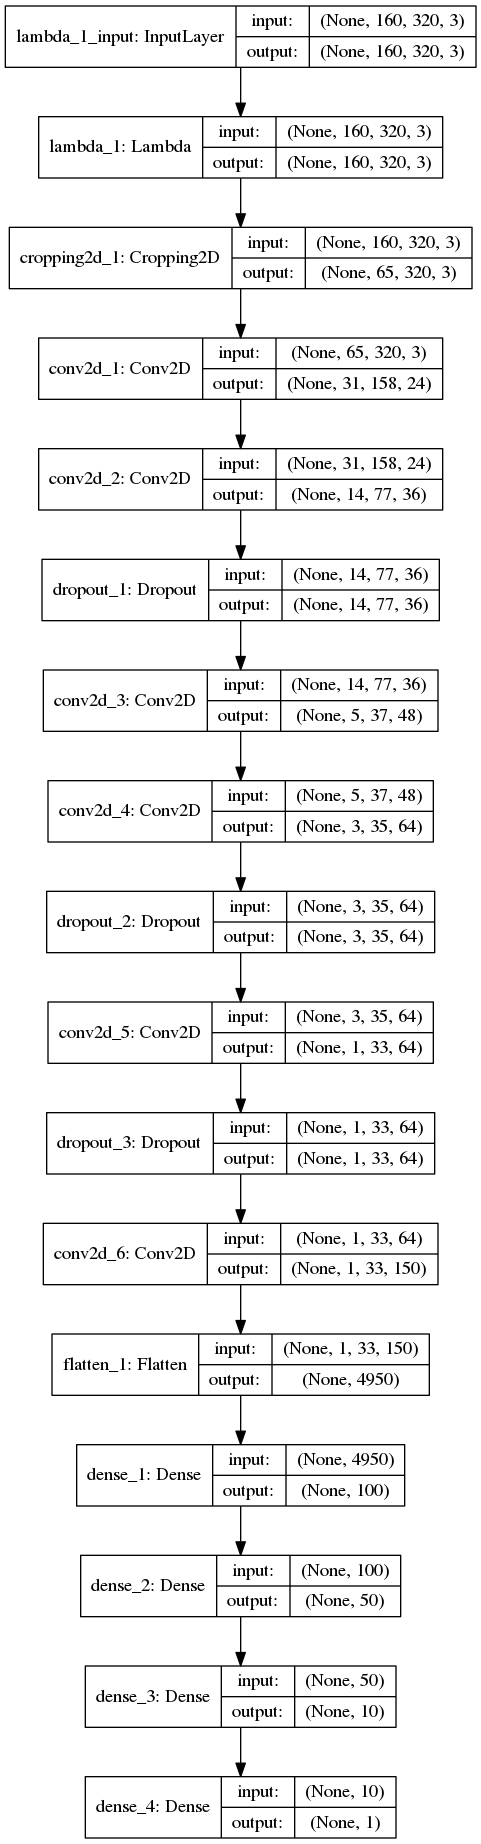 lambda_1_input: InputLayer
input: (None, 160, 320, 3)
output: (None, 160, 320, 3)
lambda_1: Lambda
input: (None, 160, 320, 3)
output: (None, 160, 320, 3)
cropping2d_1: Cropping2D
input: (None, 160, 320, 3)
output: (None, 65, 320, 3)
conv2d_1: Conv2D
input: (None, 65, 320, 3)
output: (None, 31, 158, 24)
conv2d_2: Conv2D
input: (None, 31, 158, 24)
output: (None, 14, 77, 36)
dropout_1: Dropout
input: (None, 14, 77, 36)
output: (None, 14, 77, 36)
conv2d_3: Conv2D
input: (None, 14, 77, 36)
output: (None, 5, 37, 48)
conv2d_4: Conv2D
input: (None, 5, 37, 48)
output: (None, 3, 35, 64)
dropout_2: Dropout
input: (None, 3, 35, 64)
output: (None, 3, 35, 64)
conv2d_5: Conv2D
input: (None, 3, 35, 64)
output: (None, 1, 33, 64)
dropout_3: Dropout
input: (None, 1, 33, 64)
output: (None, 1, 33, 64)
conv2d_6: Conv2D
input: (None, 1, 33, 64)
output: (None, 1, 33, 150)
flatten_1: Flatten
input: (None, 1, 33, 150)
output: (None, 4950)
dense_1: Dense
input: (None, 4950)
output: (None, 100)
dense_2: Dense
input: (None, 100)
output: (None, 50)
dense_3: Dense
input: (None, 50)
output: (None, 10)
dense_4: Dense
input: (None, 10)
output: (None, 1)